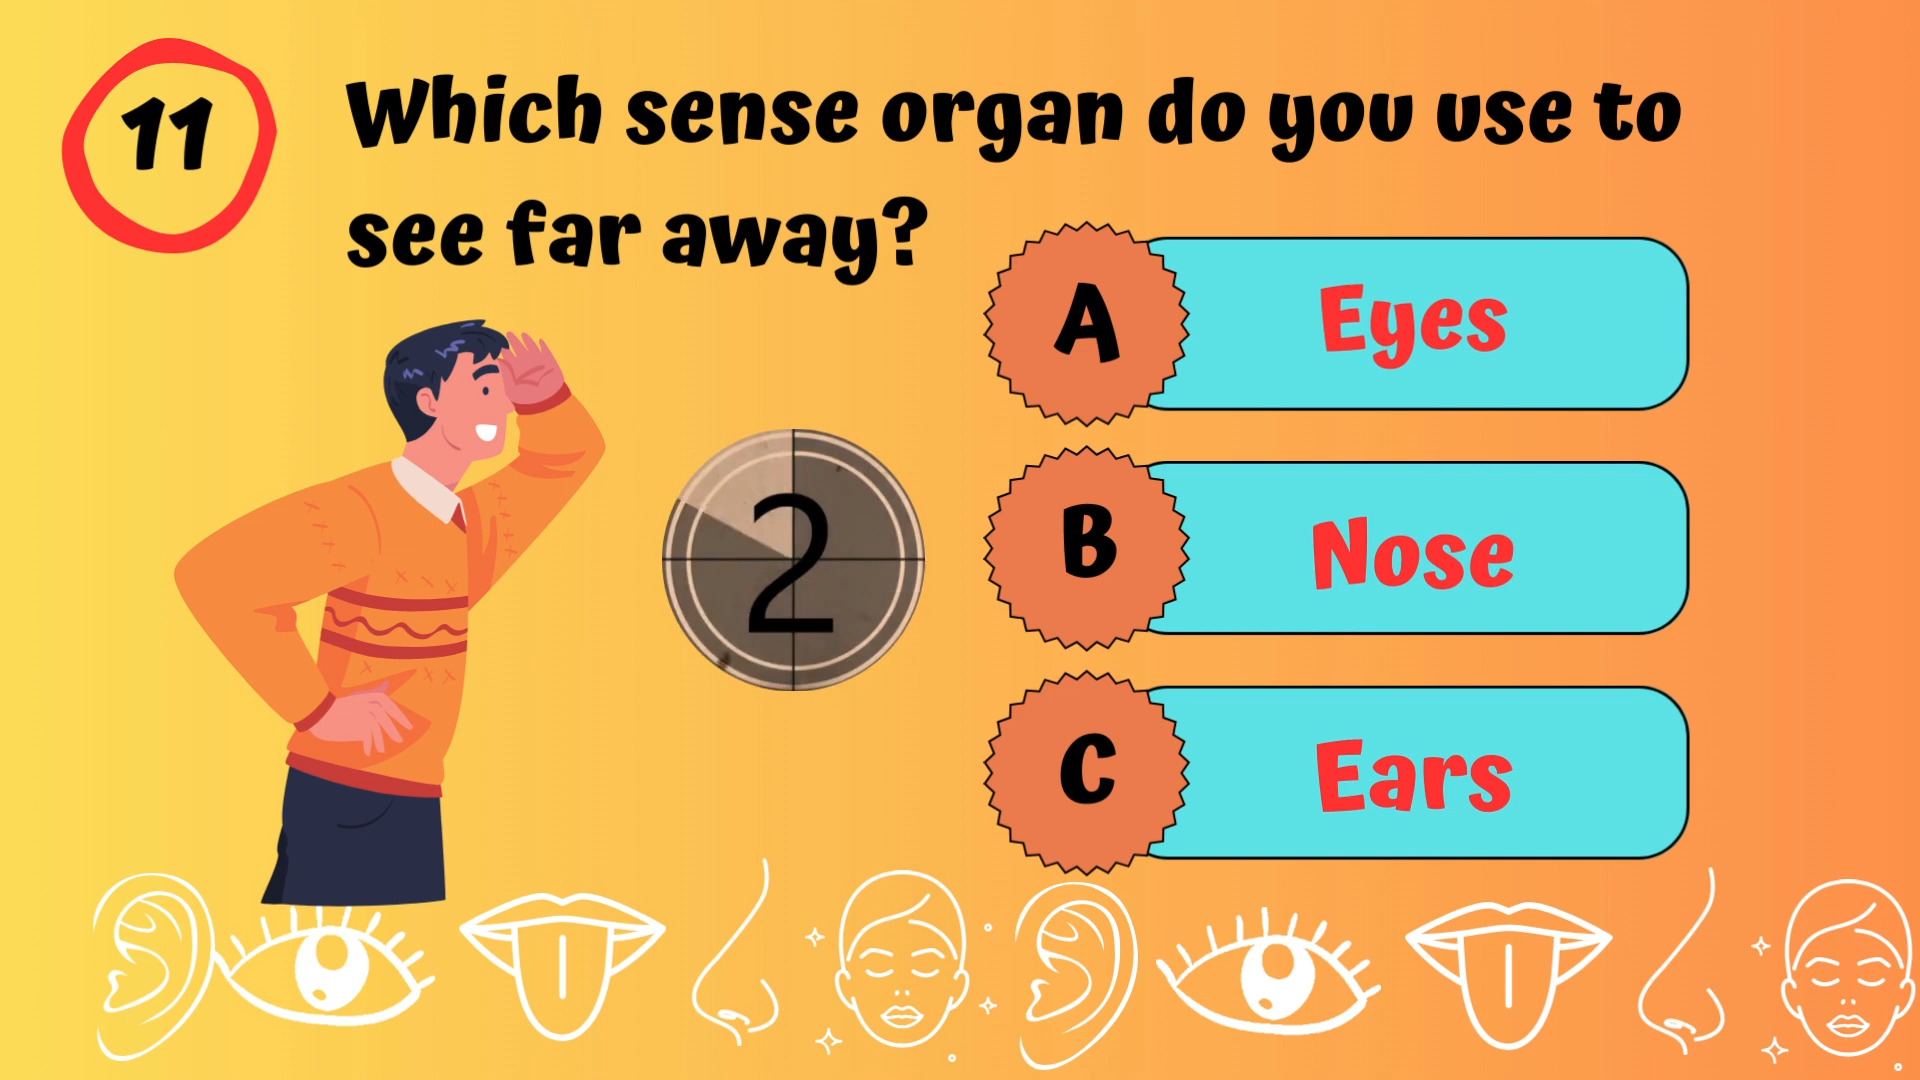 11
Which sense organ do you use to
see far away?
A
Eyes
2
B
Nose
C
Ears